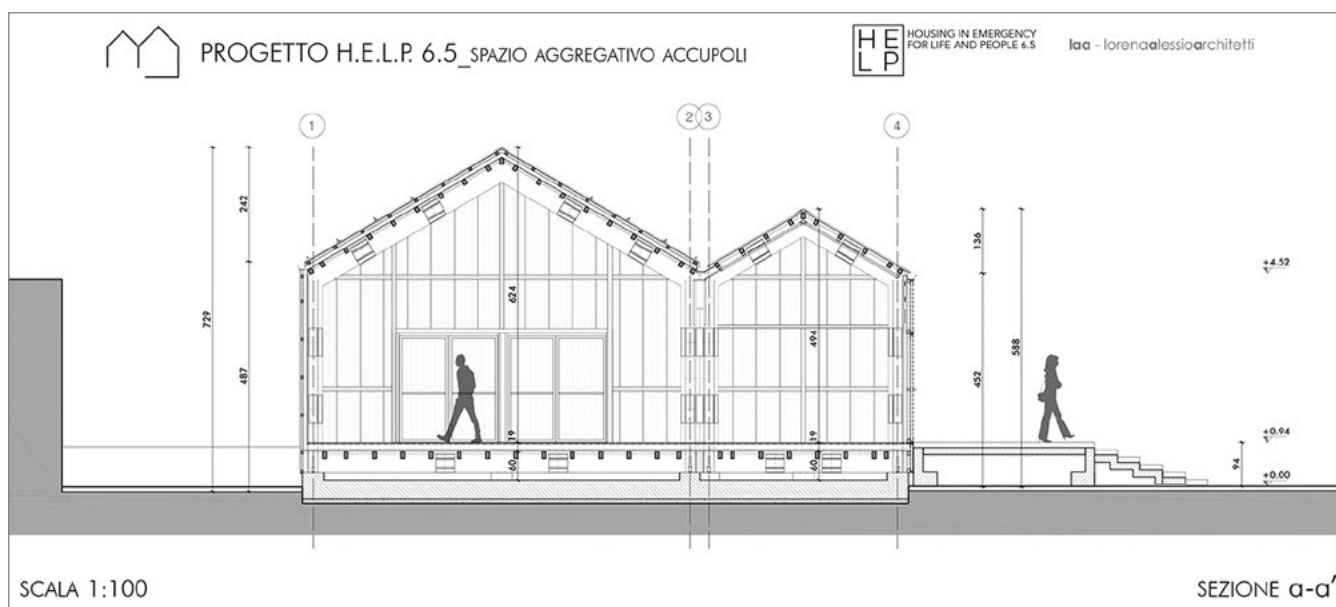 PROGETTO H.E.L.P. 6.5_SPAZIO AGGREGATIVO ACCUPOLI
HE
LP
HOUSING IN EMERGENCY
FOR LIFE AND PEOPLE 6.5
laa - lorenaalessioarchitetti
1
2
3
4
729
242
487
624
19
60
494
19
60
136
452
588
94
+4.52
+0.94
+0.00
SCALA 1:100
SEZIONE a-a'